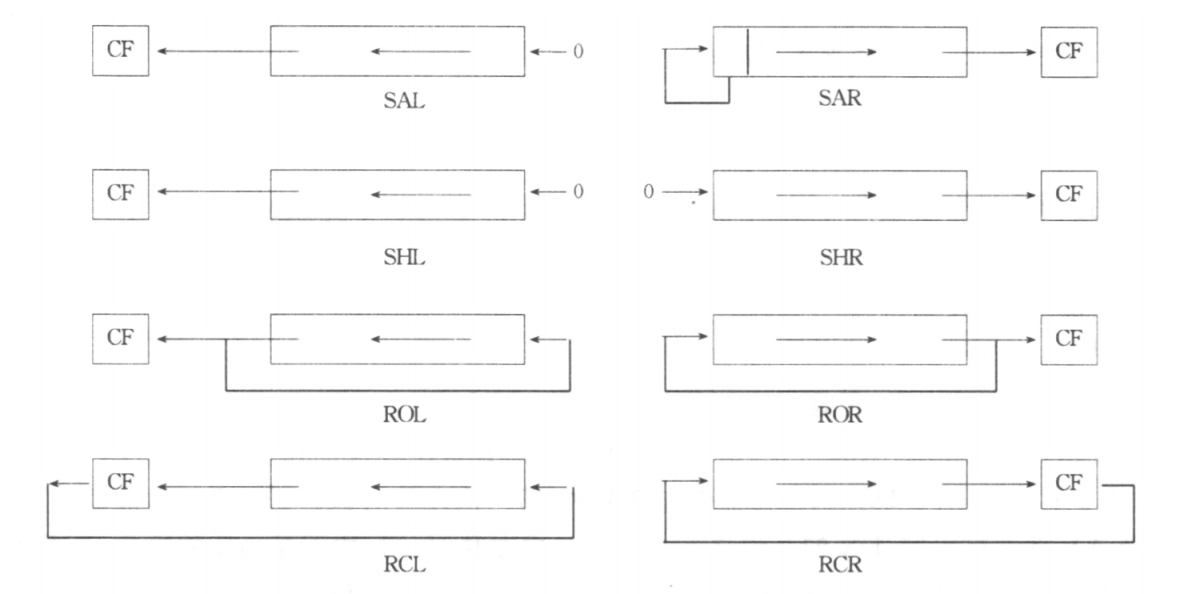 CF 0 CF
SAL SAR
CF 0 0 CF
SHL SHR
CF CF
ROL ROR
CF CF
RCL RCR